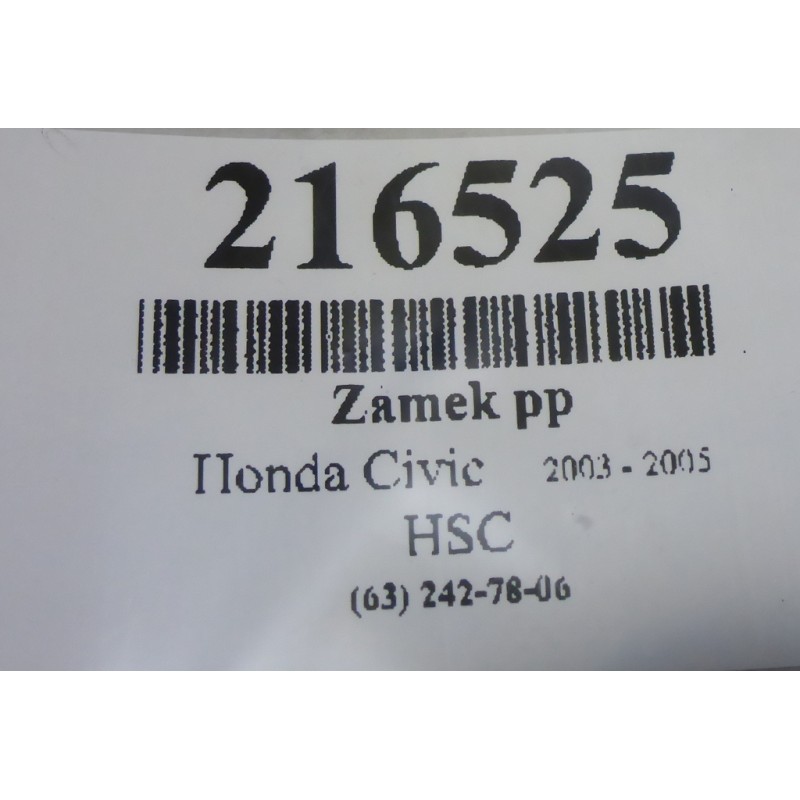 216525
Zamek pp
Honda Civic 2003 - 2005
HSC
(63) 242-78-06